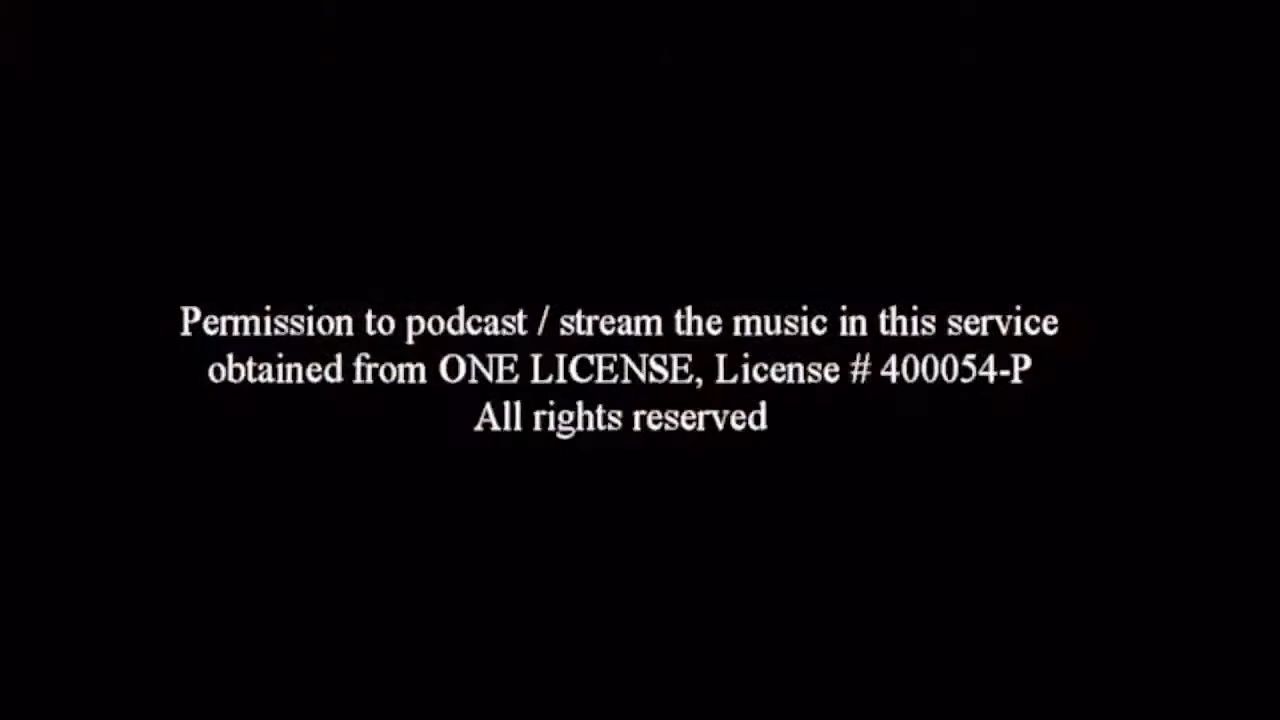 Permission to podcast / stream the music in this service
obtained from ONE LICENSE, License # 400054-P
All rights reserved